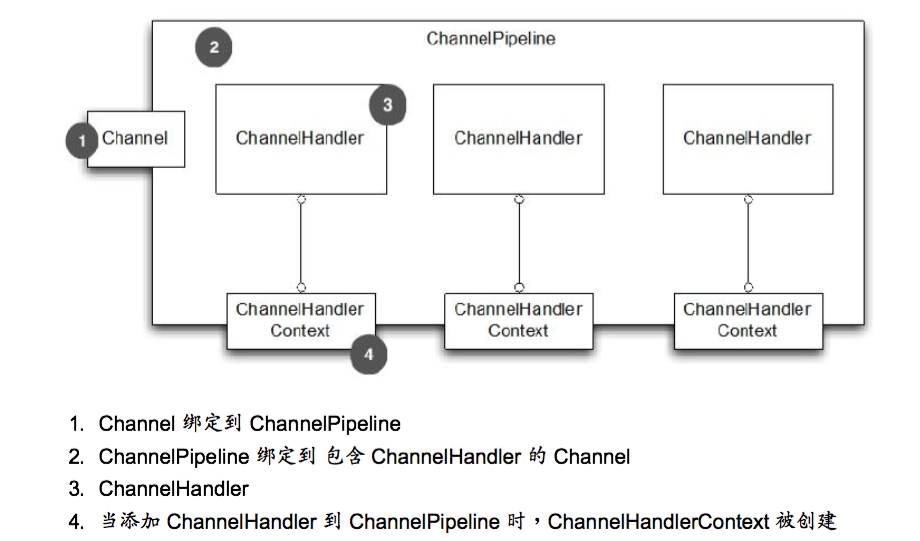 ChannelPipeline
2
3
1
Channel
ChannelHandler
ChannelHandler
ChannelHandler
ChannelHandler
Context
ChannelHandler
Context
ChannelHandler
Context
4
1. Channel 绑定到 ChannelPipeline
2. ChannelPipeline 绑定到 包含 ChannelHandler 的 Channel
3. ChannelHandler
4. 当添加 ChannelHandler 到 ChannelPipeline 时，ChannelHandlerContext 被创建